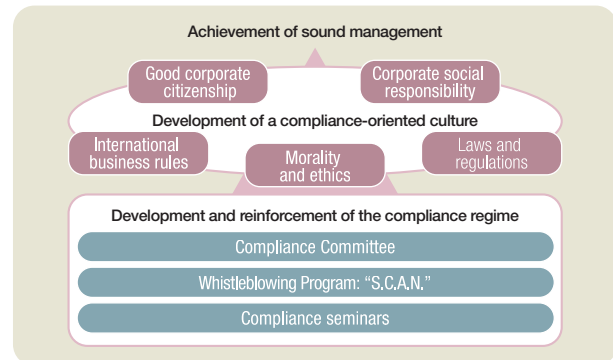 Achievement of sound management
Good corporate
citizenship
Corporate social
responsibility
Development of a compliance-oriented culture
International
business rules
Morality
and ethics
Laws and
regulations
Development and reinforcement of the compliance regime
Compliance Committee
Whistleblowing Program: “S.C.A.N.”
Compliance seminars